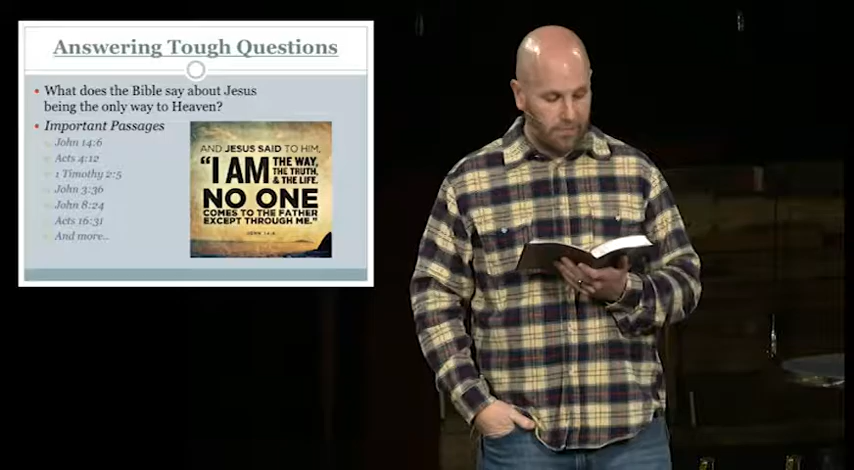 Answering Tough Questions
What does the Bible say about Jesus
being the only way to Heaven?
Important Passages
John 14:6
Acts 4:12
1 Timothy 2:5
John 3:36
John 8:24
Acts 16:31
And more...
AND JESUS SAID TO HIM,
"I AM THE WAY,
THE TRUTH,
& THE LIFE.
NO ONE
COMES TO THE FATHER
EXCEPT THROUGH ME."
JOHN 14:6